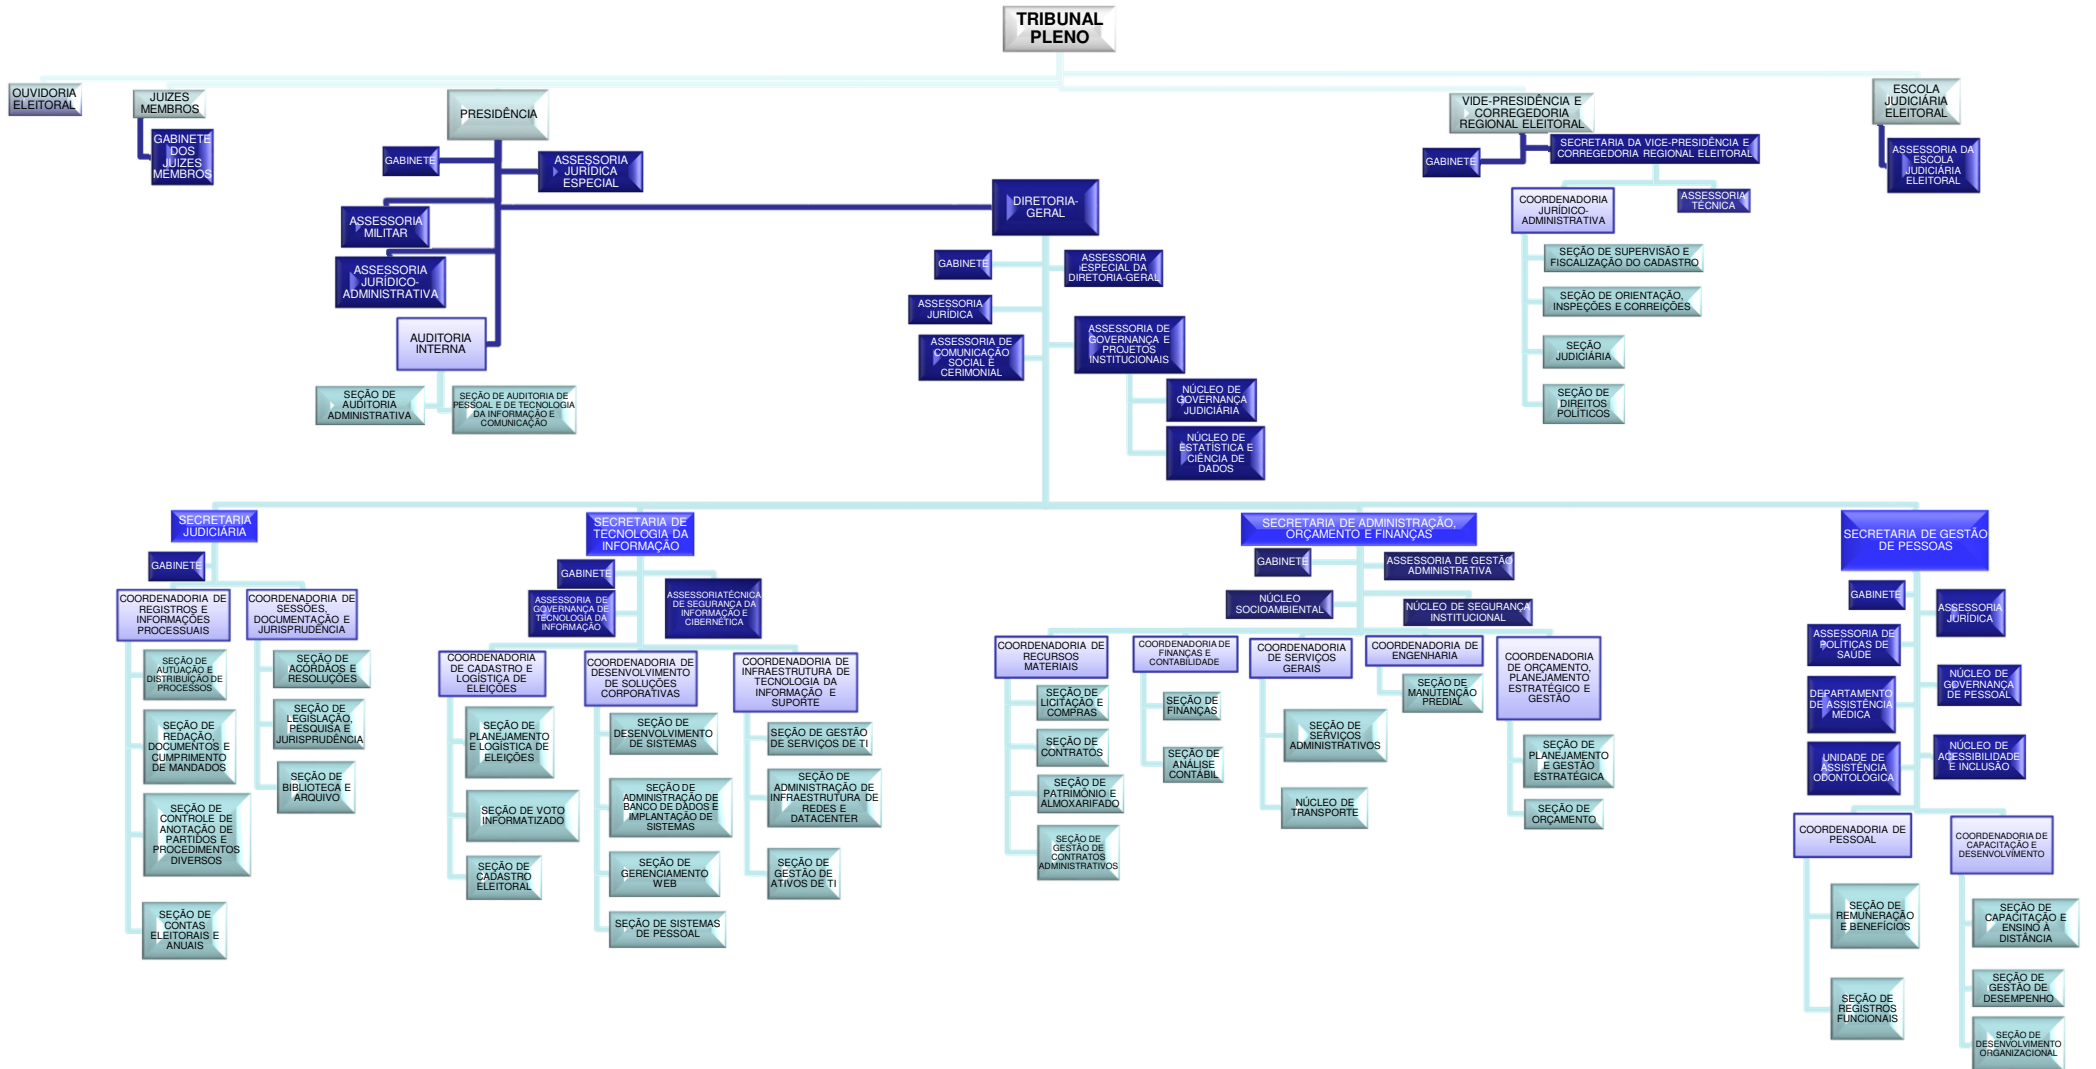 TRIBUNAL
PLENO
OUVIDORIA
ELEITORAL
JUIZES
MEMBROS
GABINETE
DOS
JUIZES
MEMBROS
PRESIDÊNCIA
GABINETE
ASSESSORIA
JURÍDICA
ESPECIAL
ASSESSORIA
MILITAR
ASSESSORIA
JURÍDICO-
ADMINISTRATIVA
AUDITORIA
INTERNA
SEÇÃO DE
AUDITORIA
ADMINISTRATIVA
SEÇÃO DE AUDITORIA DE
PESSOAL E DE TECNOLOGIA
DA INFORMAÇÃO E
COMUNICAÇÃO
DIRETORIA-
GERAL
GABINETE
ASSESSORIA
ESPECIAL DA
DIRETORIA-GERAL
ASSESSORIA
JURÍDICA
ASSESSORIA DE
COMUNICAÇÃO
SOCIAL E
CERIMONIAL
ASSESSORIA DE
GOVERNANÇA E
PROJETOS
INSTITUCIONAIS
NÚCLEO DE
GOVERNANÇA
JUDICIÁRIA
NÚCLEO DE
ESTATÍSTICA E
CIÊNCIA DE
DADOS
VIDE-PRESIDÊNCIA E
CORREGEDORIA
REGIONAL ELEITORAL
GABINETE
SECRETARIA DA VICE-PRESIDÊNCIA E
CORREGEDORIA REGIONAL ELEITORAL
COORDENADORIA
JURÍDICO-
ADMINISTRATIVA
ASSESSORIA
TÉCNICA
SEÇÃO DE SUPERVISÃO E
FISCALIZAÇÃO DO CADASTRO
SEÇÃO DE ORIENTAÇÃO,
INSPEÇÕES E CORREIÇÕES
SEÇÃO
JUDICIÁRIA
SEÇÃO DE
DIREITOS
POLÍTICOS
ESCOLA
JUDICIÁRIA
ELEITORAL
ASSESSORIA DA
ESCOLA
JUDICIÁRIA
ELEITORAL
SECRETARIA
JUDICIÁRIA
GABINETE
COORDENADORIA DE
REGISTROS E
INFORMAÇÕES
PROCESSUAIS
SEÇÃO DE
AUTUAÇÃO E
DISTRIBUIÇÃO DE
PROCESSOS
SEÇÃO DE
REDAÇÃO,
DOCUMENTOS E
CUMPRIMENTO
DE MANDADOS
SEÇÃO DE
CONTROLE DE
ANOTAÇÃO DE
PARTIDOS E
PROCEDIMENTOS
DIVERSOS
SEÇÃO DE
CONTAS
ELEITORAIS E
ANUAIS
COORDENADORIA DE
SESSÕES,
DOCUMENTAÇÃO E
JURISPRUDÊNCIA
SEÇÃO DE
ACÓRDÃOS E
RESOLUÇÕES
SEÇÃO DE
LEGISLAÇÃO,
PESQUISA E
JURISPRUDÊNCIA
SEÇÃO DE
BIBLIOTECA E
ARQUIVO
SECRETARIA DE
TECNOLOGIA DA
INFORMAÇÃO
GABINETE
ASSESSORIA DE
GOVERNANÇA DE
TECNOLOGIA DA
INFORMAÇÃO
ASSESSORIATÉCNICA
DE SEGURANÇA DA
INFORMAÇÃO E
CIBERNÉTICA
COORDENADORIA
DE CADASTRO E
LOGÍSTICA DE
ELEIÇÕES
SEÇÃO DE
PLANEJAMENTO
E LOGÍSTICA DE
ELEIÇÕES
SEÇÃO DE VOTO
INFORMATIZADO
SEÇÃO DE
CADASTRO
ELEITORAL
COORDENADORIA DE
DESENVOLVIMENTO
DE SOLUÇÕES
CORPORATIVAS
SEÇÃO DE
DESENVOLVIMENTO
DE SISTEMAS
SEÇÃO DE
ADMINISTRAÇÃO DE
BANCO DE DADOS E
IMPLANTAÇÃO DE
SISTEMAS
SEÇÃO DE
GERENCIAMENTO
WEB
SEÇÃO DE SISTEMAS
DE PESSOAL
COORDENADORIA DE
INFRAESTRUTURA DE
TECNOLOGIA DA
INFORMAÇÃO E
SUPORTE
SEÇÃO DE GESTÃO
DE SERVIÇOS DE TI
SEÇÃO DE
ADMINISTRAÇÃO DE
INFRAESTRUTURA DE
REDES E
DATACENTER
SEÇÃO DE
GESTÃO DE
ATIVOS DE TI
SECRETARIA DE ADMINISTRAÇÃO,
ORÇAMENTO E FINANÇAS
GABINETE
ASSESSORIA DE GESTÃO
ADMINISTRATIVA
NÚCLEO
SOCIOAMBIENTAL
NÚCLEO DE SEGURANÇA
INSTITUCIONAL
COORDENADORIA DE
RECURSOS
MATERIAIS
SEÇÃO DE
LICITAÇÃO E
COMPRAS
SEÇÃO DE
CONTRATOS
SEÇÃO DE
PATRIMÔNIO E
ALMOXARIFADO
SEÇÃO DE
GESTÃO DE
CONTRATOS
ADMINISTRATIVOS
COORDENADORIA DE
FINANÇAS E
CONTABILIDADE
SEÇÃO DE
FINANÇAS
SEÇÃO DE
ANÁLISE
CONTÁBIL
COORDENADORIA
DE SERVIÇOS
GERAIS
SEÇÃO DE
SERVIÇOS
ADMINISTRATIVOS
NÚCLEO DE
TRANSPORTE
COORDENADORIA DE
ENGENHARIA
SEÇÃO DE
MANUTENÇÃO
PREDIAL
COORDENADORIA
DE ORÇAMENTO,
PLANEJAMENTO
ESTRATÉGICO E
GESTÃO
SEÇÃO DE
PLANEJAMENTO
E GESTÃO
ESTRATÉGICA
SEÇÃO DE
ORÇAMENTO
SECRETARIA DE GESTÃO
DE PESSOAS
GABINETE
ASSESSORIA
JURÍDICA
ASSESSORIA DE
POLÍTICAS DE
SAÚDE
NÚCLEO DE
GOVERNANÇA
DE PESSOAL
DEPARTAMENTO
DE ASSISTÊNCIA
MÉDICA
NÚCLEO DE
ACESSIBILIDADE
E INCLUSÃO
UNIDADE DE
ASSISTÊNCIA
ODONTOLÓGICA
COORDENADORIA DE
PESSOAL
SEÇÃO DE
REMUNERAÇÃO
E BENEFÍCIOS
SEÇÃO DE
REGISTROS
FUNCIONAIS
COORDENADORIA DE
CAPACITAÇÃO E
DESENVOLVIMENTO
SEÇÃO DE
CAPACITAÇÃO E
ENSINO À
DISTÂNCIA
SEÇÃO DE
GESTÃO DE
DESEMPENHO
SEÇÃO DE
DESENVOLVIMENTO
ORGANIZACIONAL